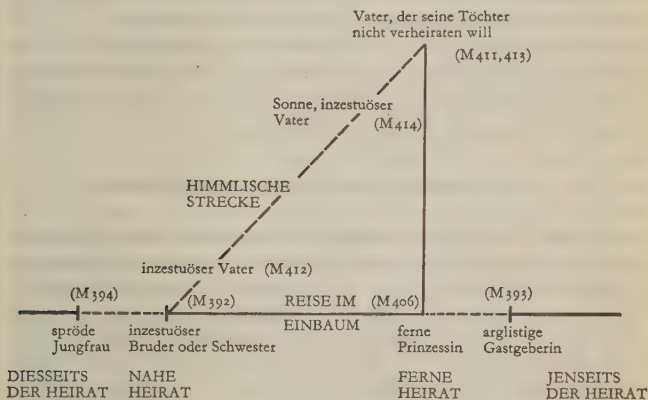 Vater, der seine Töchter
nicht verheiraten will
(M411,413)
Sonne, inzestuöser
Vater
(M414)
HIMMLISCHE
STRECKE
inzestuöser Vater (M412)
(M394)
(M392)
REISE IM
(M406)
(M393)
EINBAUM
spröde
Jungfrau
inzestuöser
Bruder oder Schwester
ferne
Prinzessin
arglistige
Gastgeberin
DIESSEITS
DER HEIRAT
NAHE
HEIRAT
FERNE
HEIRAT
JENSEITS
DER HEIRAT